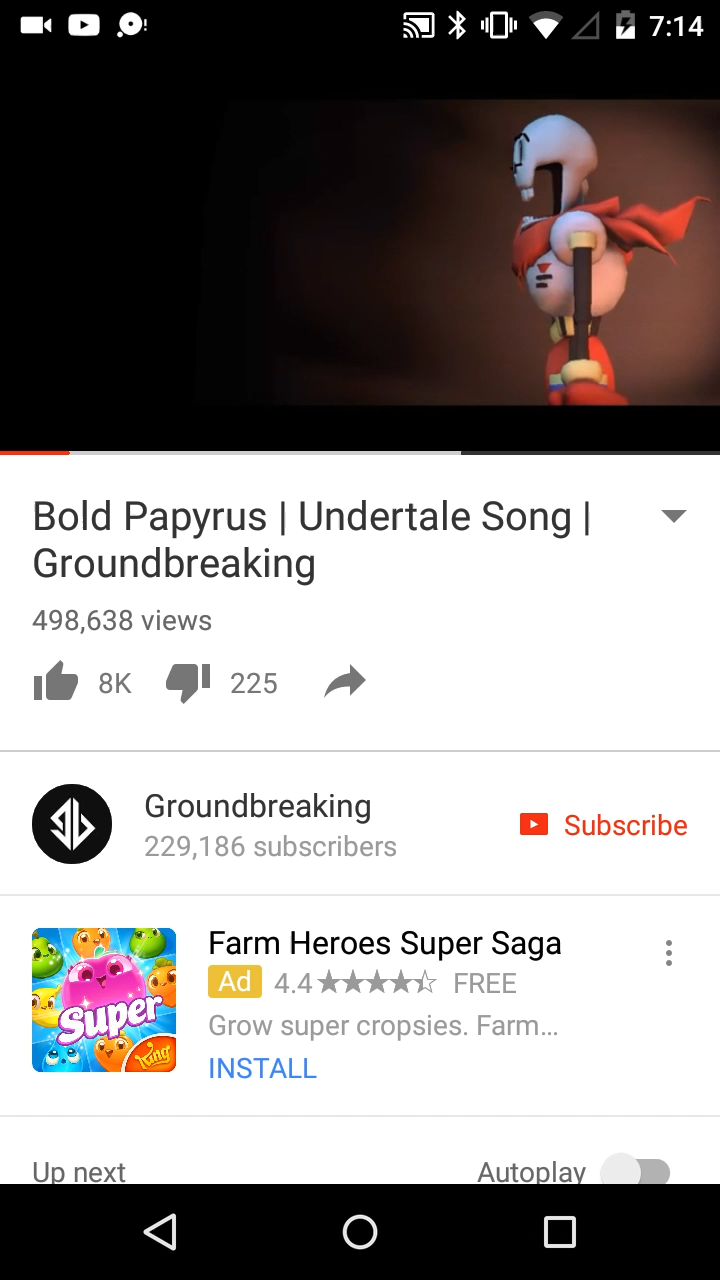 7:14
Bold Papyrus | Undertale Song |
Groundbreaking
498,638 views
8K 225
Groundbreaking
229,186 subscribers
Subscribe
Farm Heroes Super Saga
Ad 4.4 FREE
Grow super cropsies. Farm...
INSTALL
Super
King
Up next Autoplay